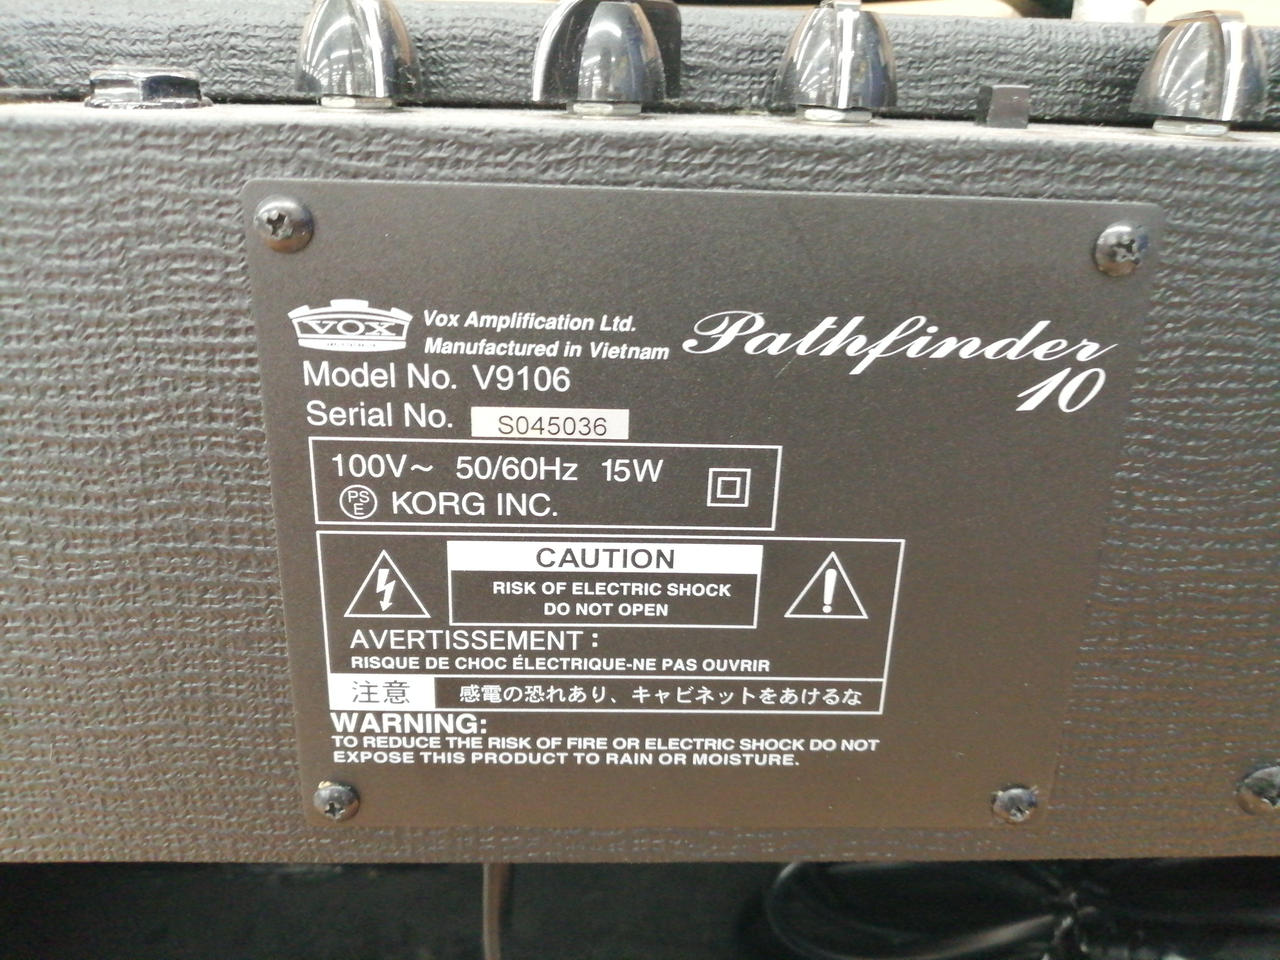 VOX
Vox Amplification Ltd.
Manufactured in Vietnam
Pathfinder
10
Model No. V9106
Serial No. S045036
100V~ 50/60Hz 15W
PS
E
KORG INC.
CAUTION
RISK OF ELECTRIC SHOCK
DO NOT OPEN
AVERTISSEMENT :
RISQUE DE CHOC ÉLECTRIQUE-NE PAS OUVRIR
注意 感電の恐れあり、キャビネットをあけるな
WARNING:
TO REDUCE THE RISK OF FIRE OR ELECTRIC SHOCK DO NOT
EXPOSE THIS PRODUCT TO RAIN OR MOISTURE.